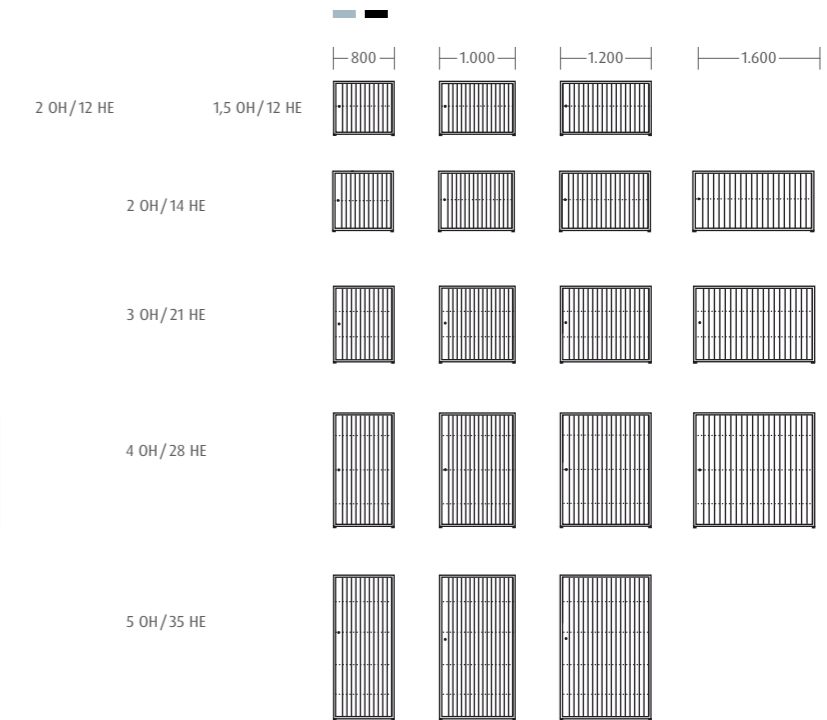 800 1.000 1.200 1.600
2 OH/12 HE 1,5 OH/12 HE
2 OH/14 HE
3 OH/21 HE
4 OH/28 HE
5 OH/35 HE